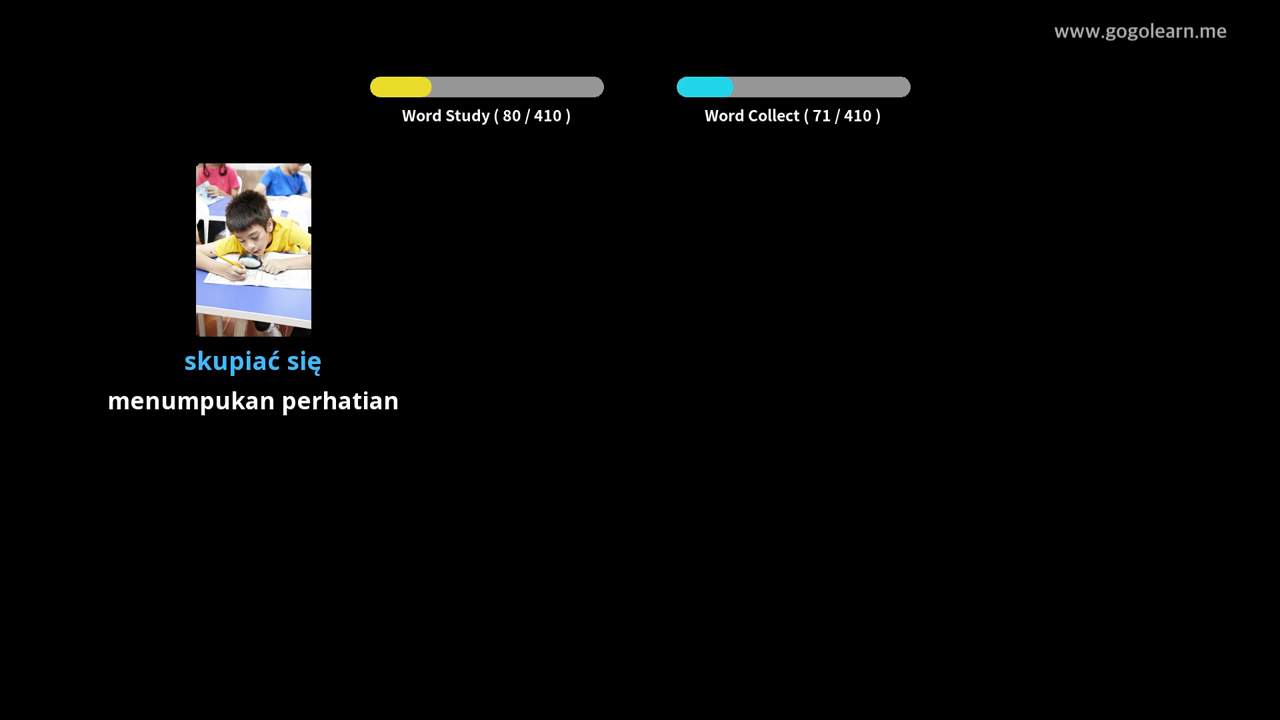 www.gogolearn.me
Word Study ( 80 / 410 )
Word Collect ( 71 / 410 )
skupiać się
menumpukan perhatian